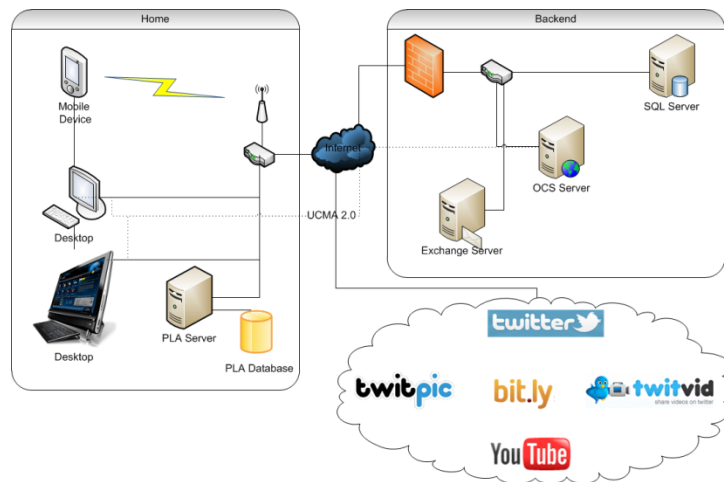 Home
Backend
Mobile
Device
SQL Server
Internet
OCS Server
Desktop
UCMA 2.0
Exchange Server
twitter
Desktop
PLA Server
PLA Database
twitpic
bit.ly
twitvid
share videos on twitter
YouTube